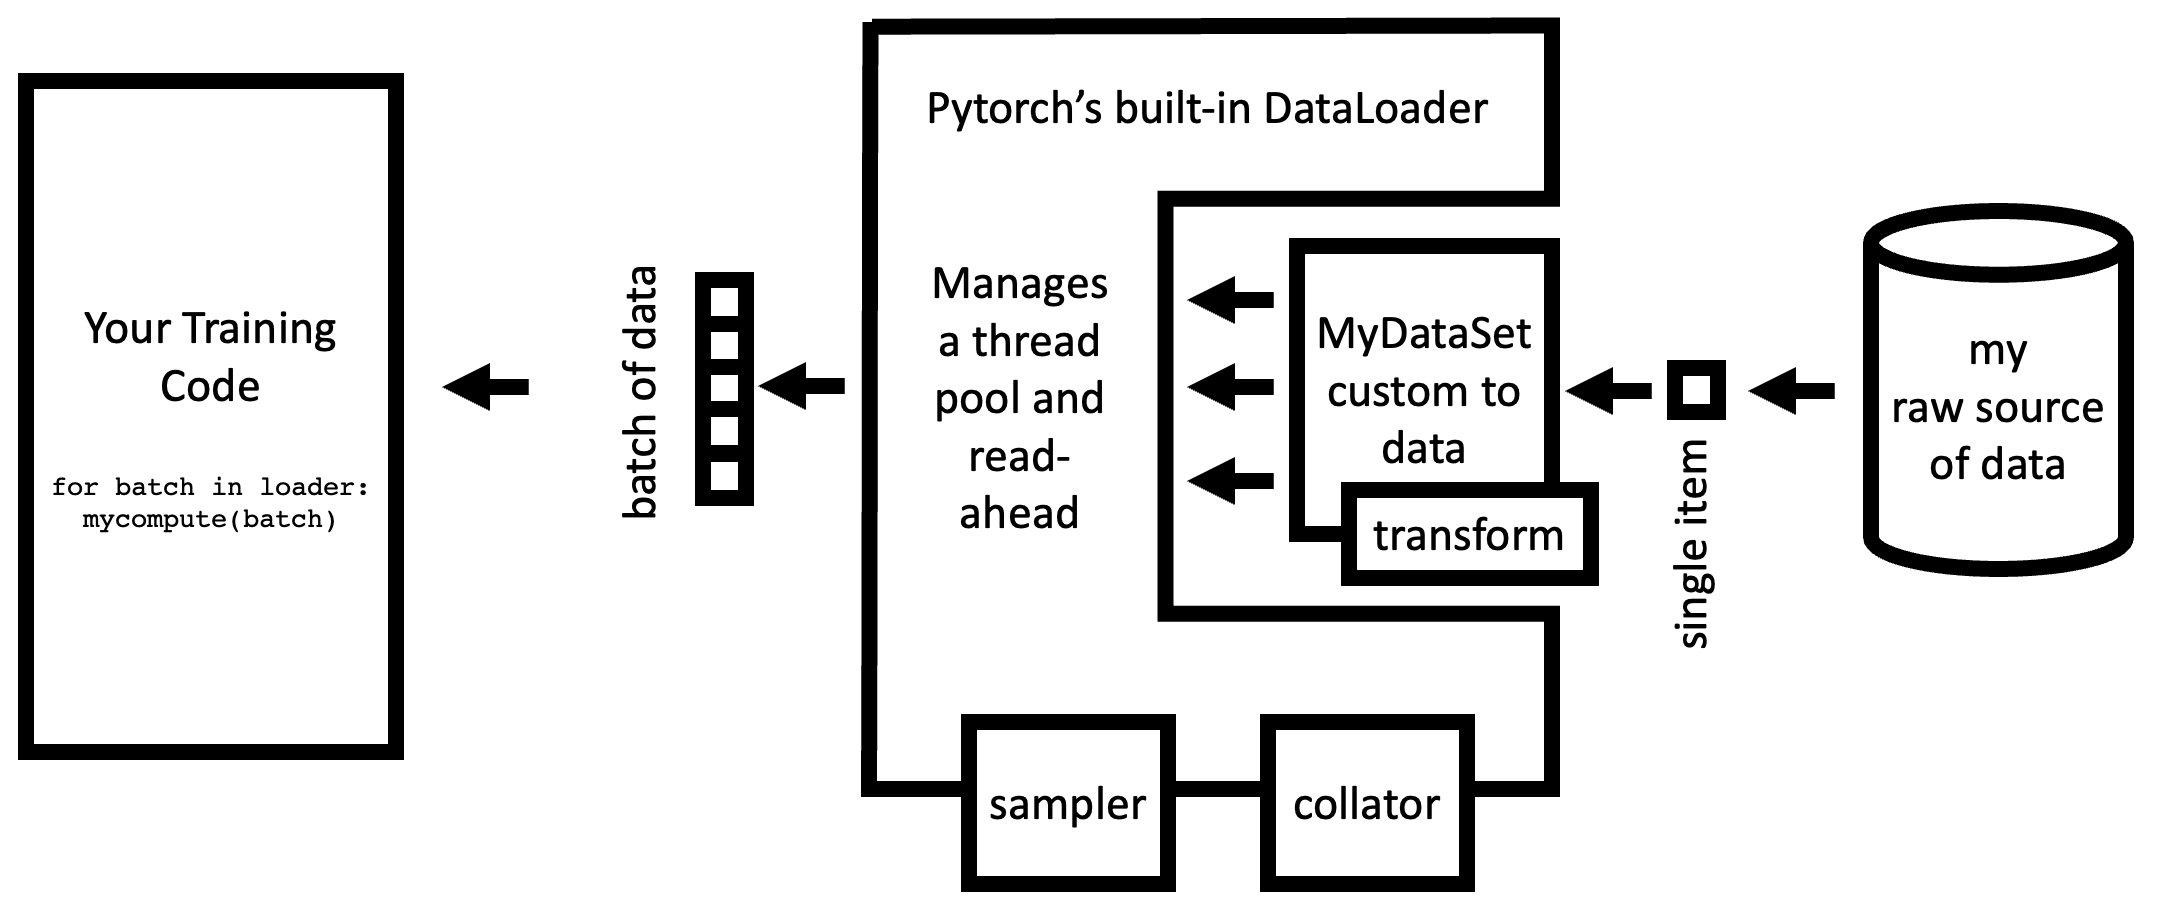 Your Training
Code
for batch in loader:
mycompute(batch)
batch of data
Pytorch’s built-in DataLoader
Manages
a thread
pool and
read-
ahead
MyDataSet
custom to
data
transform
sampler
collator
single item
my
raw source
of data